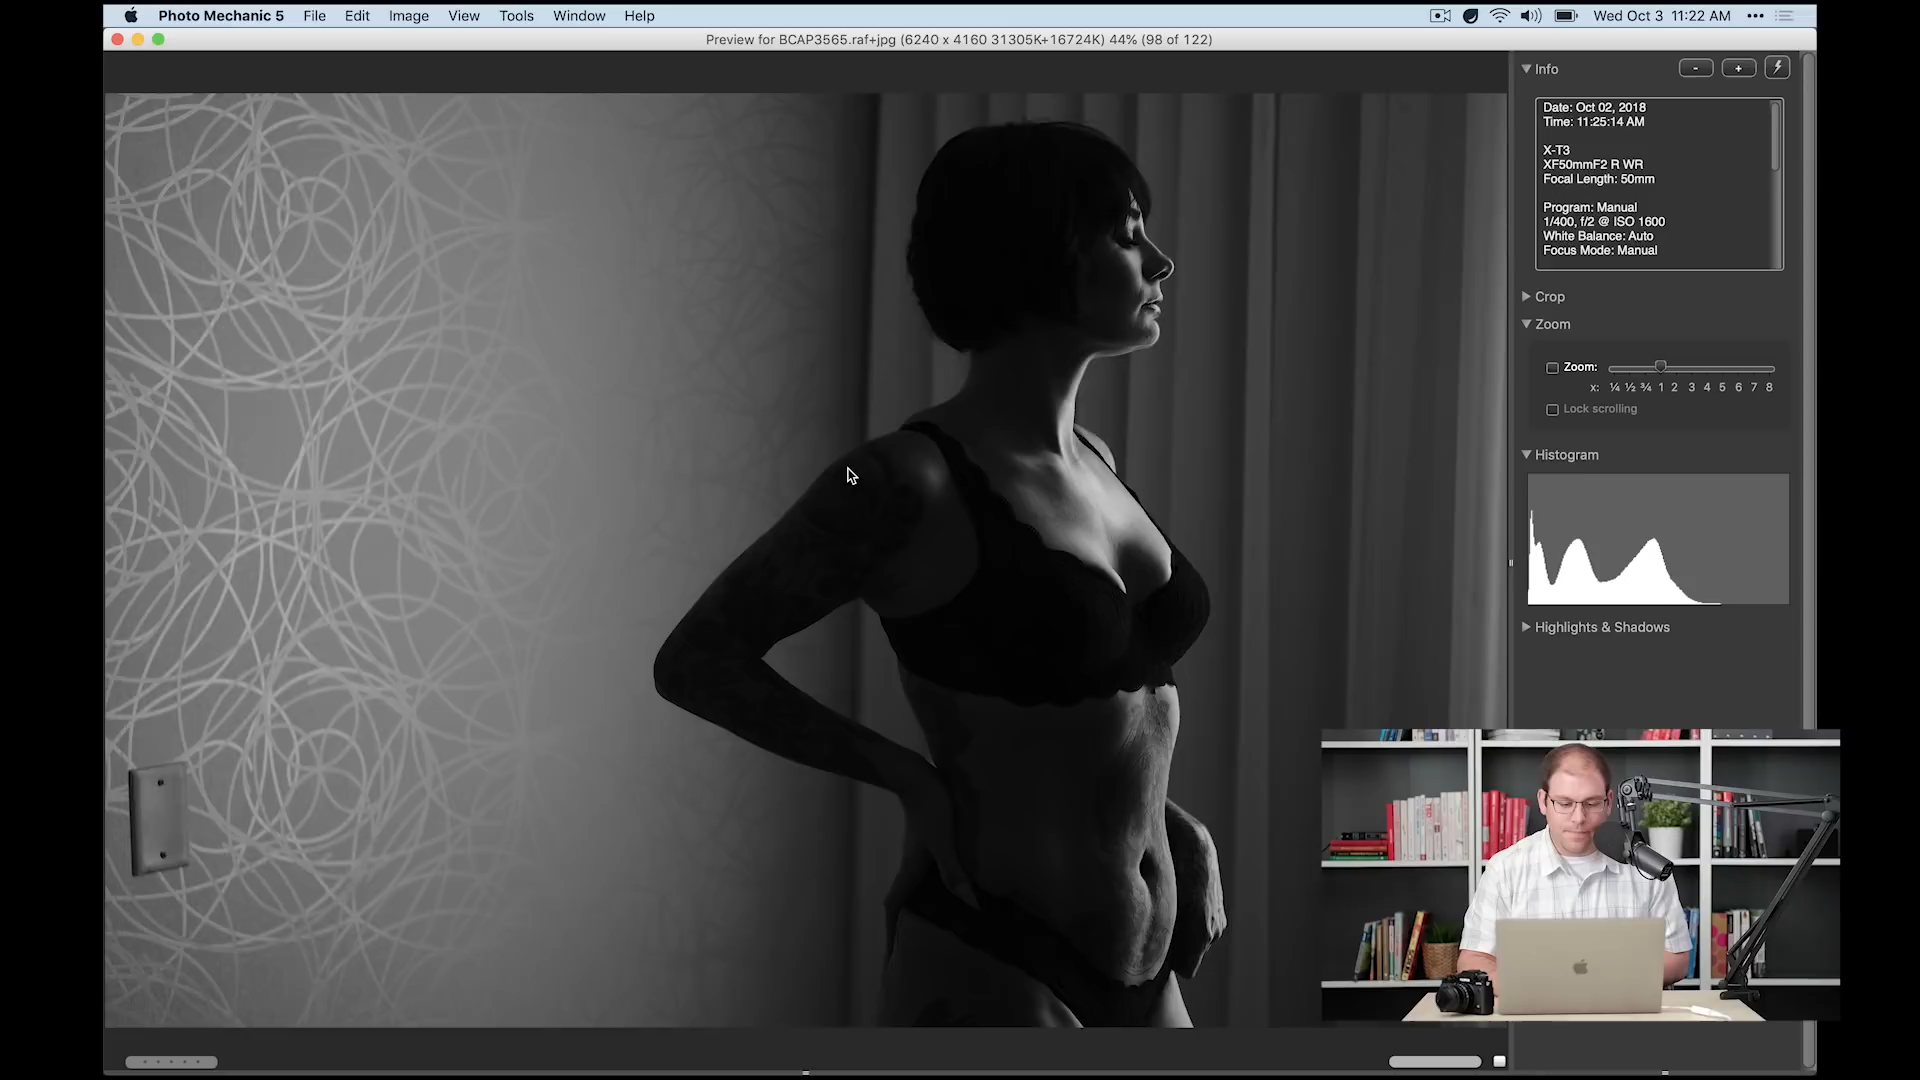 Photo Mechanic 5 File Edit Image View Tools Window Help Wed Oct 3 11:22 AM
Preview for BCAP3565.raf+jpg (6240 x 4160 31305K+16724K) 44% (98 of 122)
Info - +
Date: Oct 02, 2018
Time: 11:25:14 AM
X-T3
XF50mmF2 R WR
Focal Length: 50mm
Program: Manual
1/400, f/2 @ ISO 1600
White Balance: Auto
Focus Mode: Manual
Crop
Zoom
Zoom:
x: ¼ ½ ¾ 1 2 3 4 5 6 7 8
Lock scrolling
Histogram
Highlights & Shadows